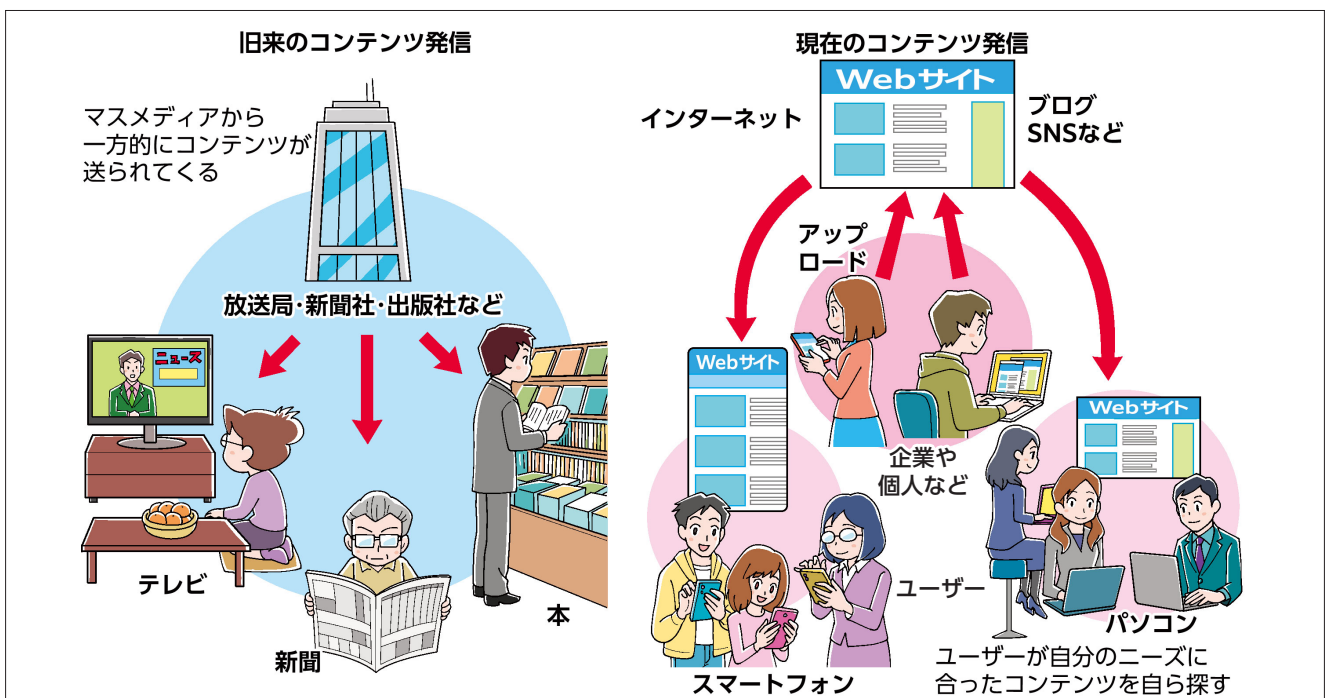 旧来のコンテンツ発信
マスメディアから
一方的にコンテンツが
送られてくる
放送局・新聞社・出版社など
ニュース
テレビ
新聞
本
現在のコンテンツ発信
Webサイト
インターネット
ブログ
SNSなど
アップ
ロード
Webサイト
企業や
個人など
Webサイト
ユーザー
スマートフォン
パソコン
ユーザーが自分のニーズに
合ったコンテンツを自ら探す